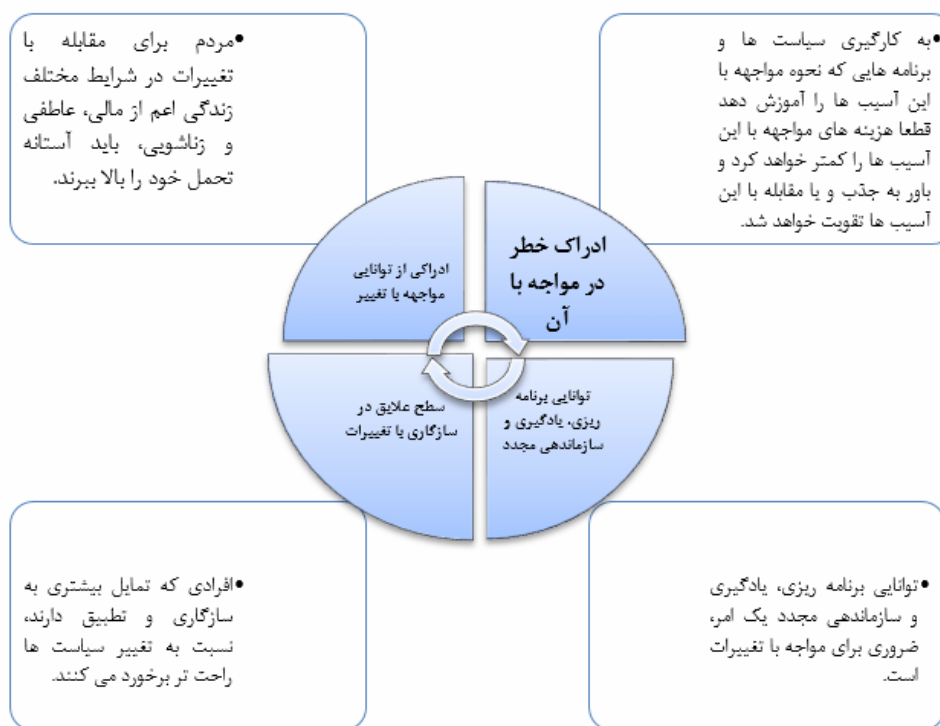 •به کارگیری سیاست ها و
برنامه هایی که نحوه مواجهه با
این آسیب ها را آموزش دهد
قطعا هزینه های مواجهه با این
آسیب ها را کمتر خواهد کرد و
باور به جذب و یا مقابله با این
آسیب ها تقویت خواهد شد.
•مردم برای مقابله با
تغییرات در شرایط مختلف
زندگی اعم از مالی، عاطفی
و زناشویی، باید آستانه
تحمل خود را بالا ببرند.
ادراک خطر
در مواجه با
آن
ادراکی از توانایی
مواجهه با تغییر
توانایی برنامه
ریزی، یادگیری و
سازماندهی مجدد
سطح علایق در
سازگاری با تغییرات
•توانایی برنامه ریزی، یادگیری
و سازماندهی مجدد یک امر،
ضروری برای مواجه با تغییرات
است.
•افرادی که تمایل بیشتری به
سازگاری و تطبیق دارند،
نسبت به تغییر سیاست ها
راحت تر برخورد می کنند.